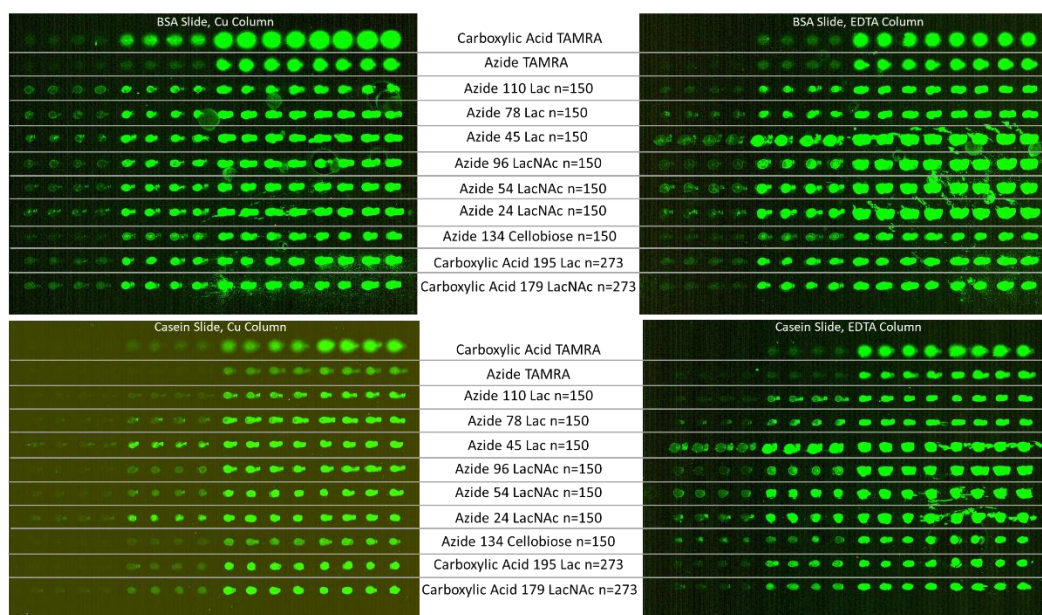 BSA Slide, Cu Column
BSA Slide, EDTA Column
Carboxylic Acid TAMRA
Azide TAMRA
Azide 110 Lac n=150
Azide 78 Lac n=150
Azide 45 Lac n=150
Azide 96 LacNAc n=150
Azide 54 LacNAc n=150
Azide 24 LacNAc n=150
Azide 134 Cellobiose n=150
Carboxylic Acid 195 Lac n=273
Carboxylic Acid 179 LacNAc n=273
Casein Slide, Cu Column
Casein Slide, EDTA Column
Carboxylic Acid TAMRA
Azide TAMRA
Azide 110 Lac n=150
Azide 78 Lac n=150
Azide 45 Lac n=150
Azide 96 LacNAc n=150
Azide 54 LacNAc n=150
Azide 24 LacNAc n=150
Azide 134 Cellobiose n=150
Carboxylic Acid 195 Lac n=273
Carboxylic Acid 179 LacNAc n=273